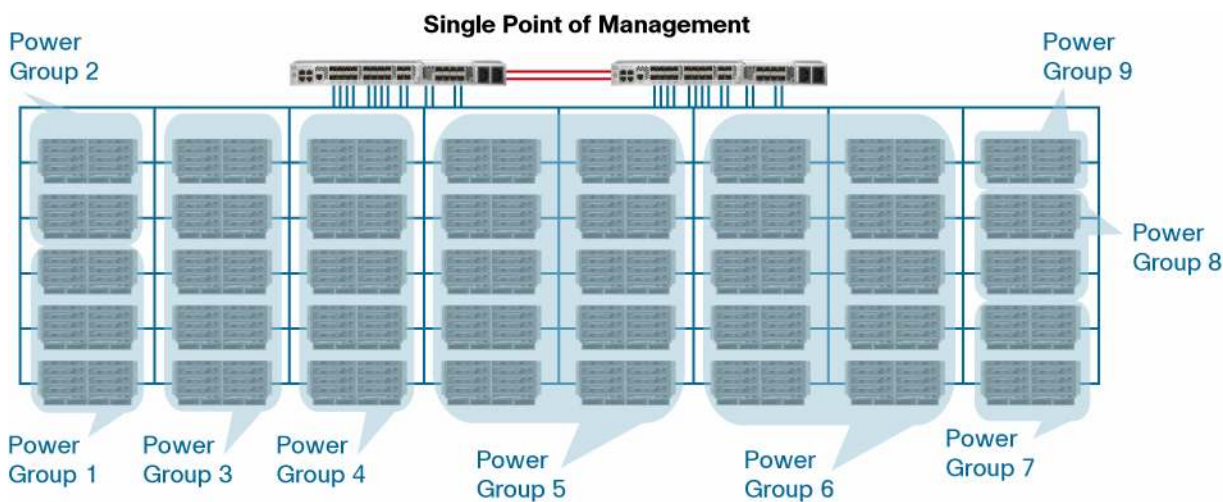 Single Point of Management
Power
Group 2
Power
Group 9
Power
Group 8
Power
Group 1
Power
Group 3
Power
Group 4
Power
Group 5
Power
Group 6
Power
Group 7